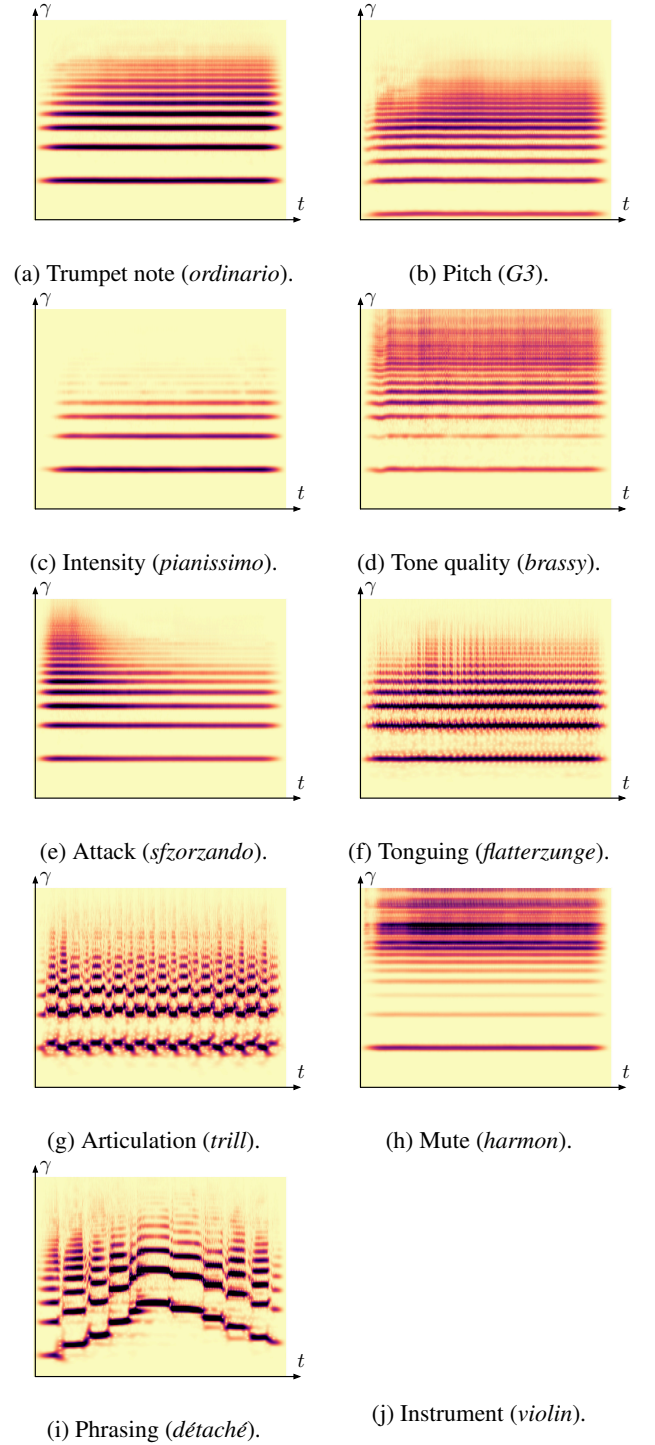 γ
γ
t
t
(a) Trumpet note (ordinario).
(b) Pitch (G3).
γ
γ
t
t
(c) Intensity (pianissimo).
(d) Tone quality (brassy).
γ
γ
t
t
(e) Attack (sfzorzando).
(f) Tonguing (flatterzunge).
γ
γ
t
t
(g) Articulation (trill).
(h) Mute (harmon).
γ
t
(i) Phrasing (détaché).
(j) Instrument (violin).